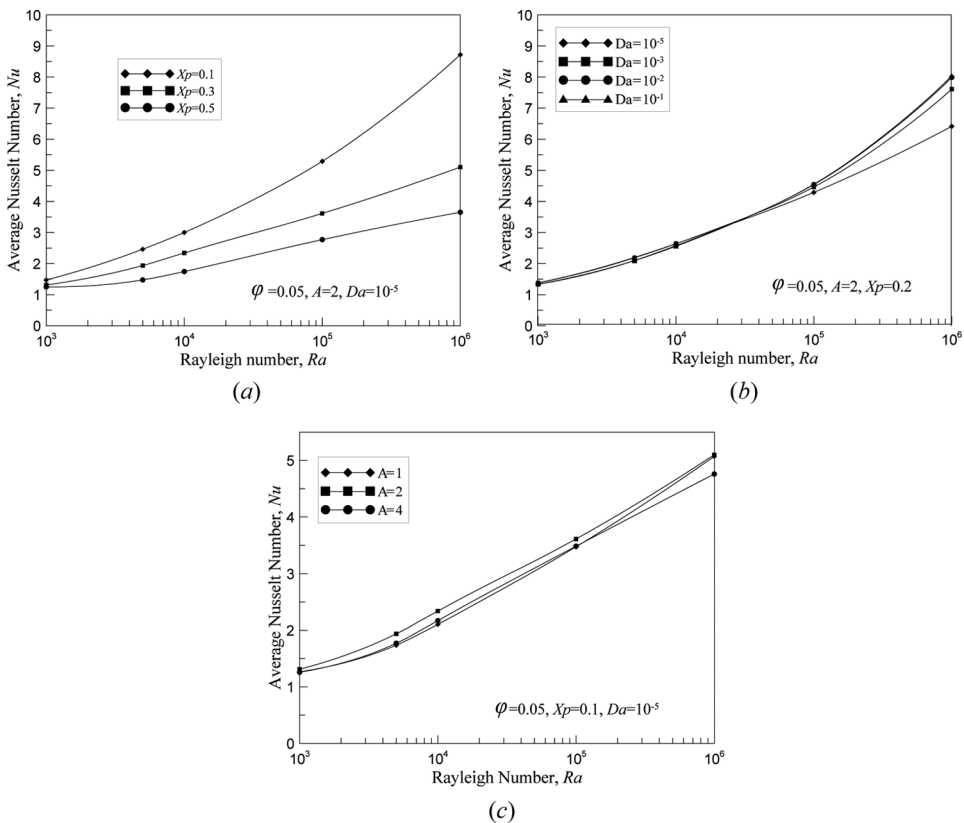 10
9
8
7
6
5
4
3
2
1
0
Average Nusselt Number, Nu
Xp=0.1
Xp=0.3
Xp=0.5
φ=0.05, A=2, Da=10⁻⁵
10³ 10⁴ 10⁵ 10⁶
Rayleigh number, Ra
(a)
10
9
8
7
6
5
4
3
2
1
0
Average Nusselt Number, Nu
Da=10⁻⁵
Da=10⁻³
Da=10⁻²
Da=10⁻¹
φ=0.05, A=2, Xp=0.2
10³ 10⁴ 10⁵ 10⁶
Rayleigh number, Ra
(b)
5
4
3
2
1
0
Average Nusselt Number, Nu
A=1
A=2
A=4
φ=0.05, Xp=0.1, Da=10⁻⁵
10³ 10⁴ 10⁵ 10⁶
Rayleigh Number, Ra
(c)